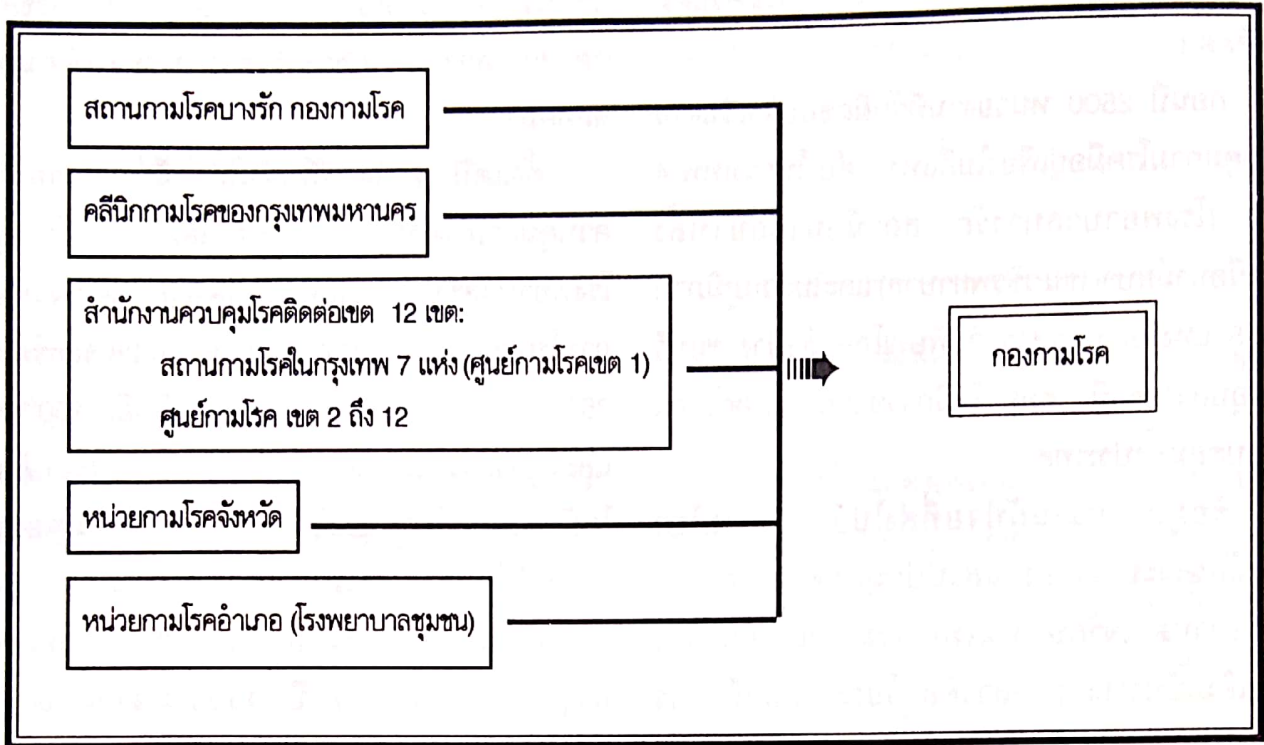 สถานกามโรคบางรัก กองกามโรค
คลีนิกกามโรคของกรุงเทพมหานคร
สำนักงานควบคุมโรคติดต่อเขต 12 เขต:
สถานกามโรคในกรุงเทพ 7 แห่ง (ศูนย์กามโรคเขต 1)
ศูนย์กามโรค เขต 2 ถึง 12
หน่วยกามโรคจังหวัด
หน่วยกามโรคอำเภอ (โรงพยาบาลชุมชน)
กองกามโรค